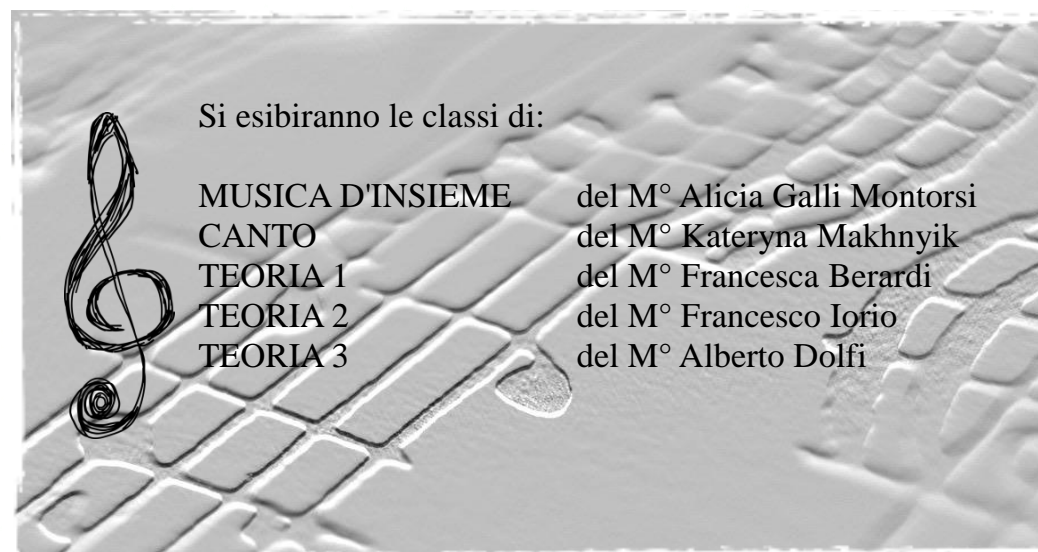 Si esibiranno le classi di:
MUSICA D'INSIEME del M° Alicia Galli Montorsi
CANTO del M° Kateryna Makhnyik
TEORIA 1 del M° Francesca Berardi
TEORIA 2 del M° Francesco Iorio
TEORIA 3 del M° Alberto Dolfi